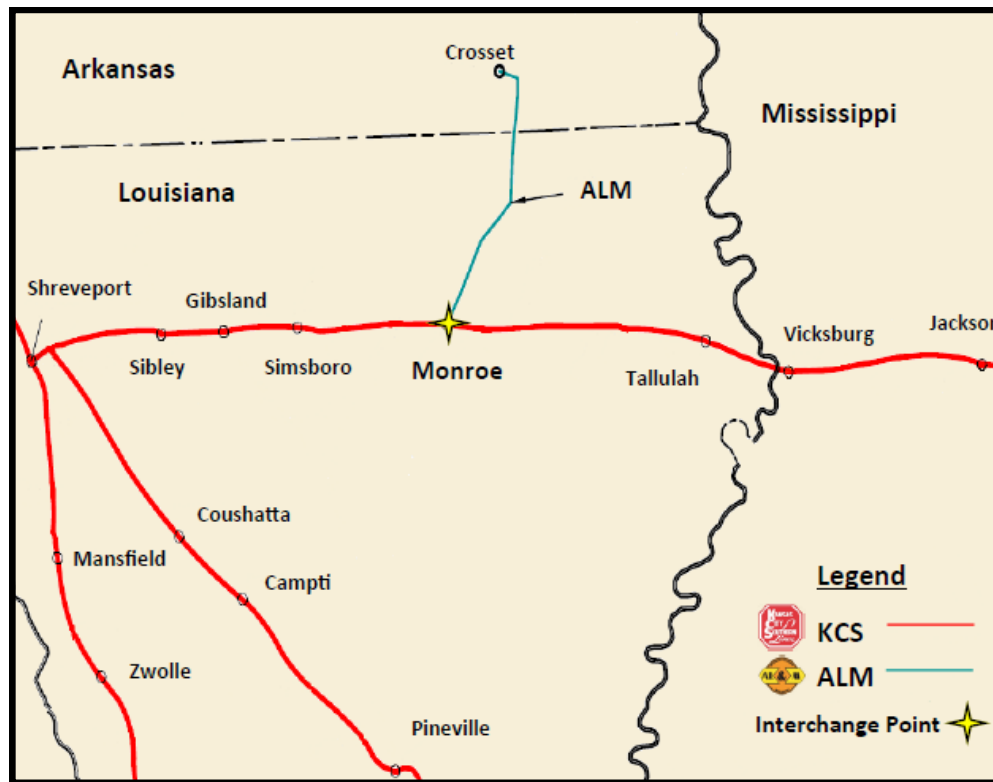 Crosset
Arkansas
Mississippi
Louisiana
ALM
Shreveport
Gibsland
Sibley
Simsboro
Monroe
Tallulah
Vicksburg
Jackson
Coushatta
Mansfield
Campti
Zwolle
Pineville
Legend
KCS
ALM
Interchange Point